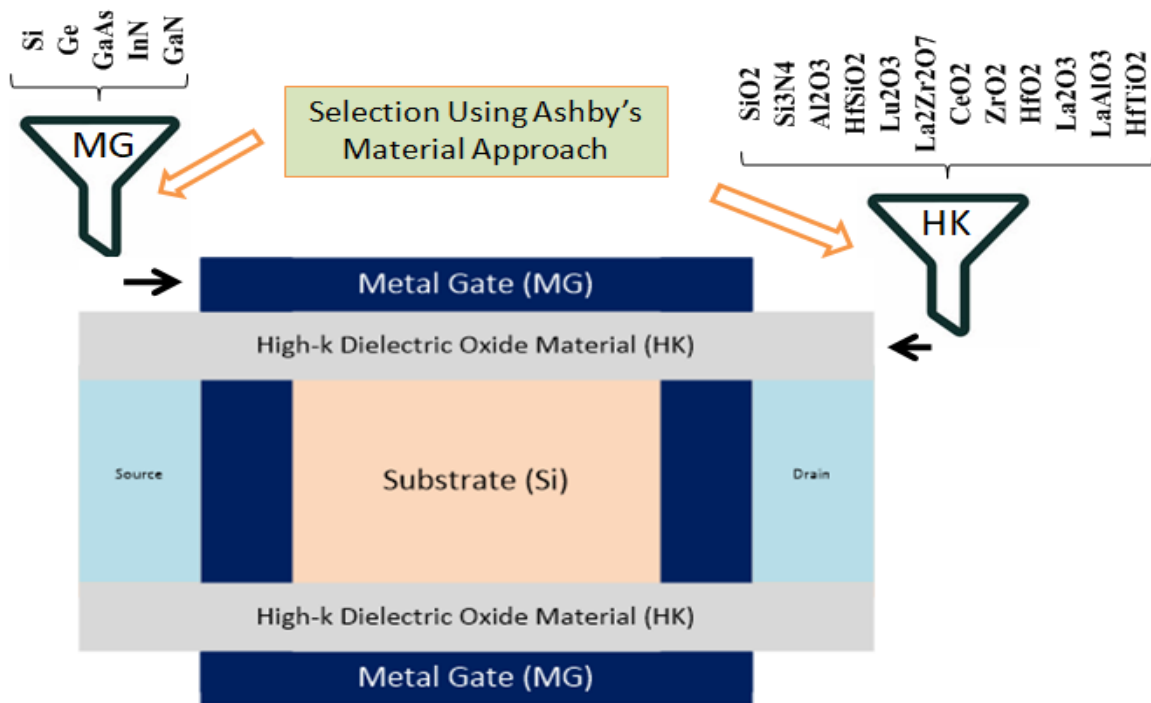 Si
Ge
GaAs
InN
GaN
MG
Selection Using Ashby's
Material Approach
SiO2
Si3N4
Al2O3
HfSiO2
Lu2O3
La2Zr2O7
CeO2
ZrO2
HfO2
La2O3
LaAlO3
HfTiO2
HK
Metal Gate (MG)
High-k Dielectric Oxide Material (HK)
Source
Substrate (Si)
Drain
High-k Dielectric Oxide Material (HK)
Metal Gate (MG)